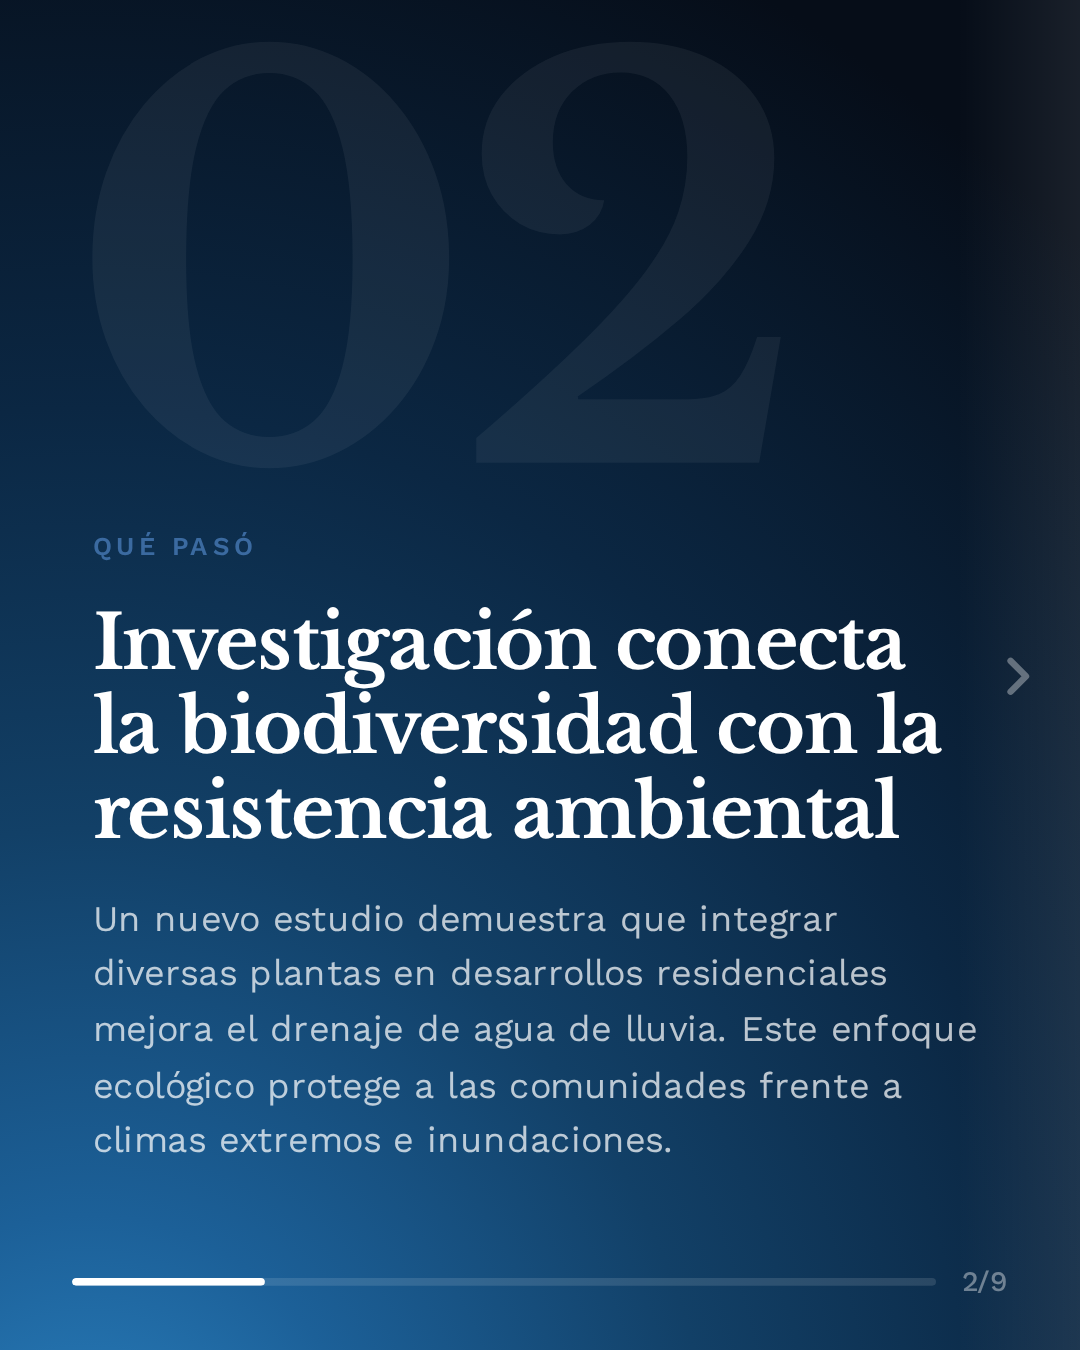 02
QUÉ PASÓ
Investigación conecta
la biodiversidad con la
resistencia ambiental
Un nuevo estudio demuestra que integrar
diversas plantas en desarrollos residenciales
mejora el drenaje de agua de lluvia. Este enfoque
ecológico protege a las comunidades frente a
climas extremos e inundaciones.
2/9